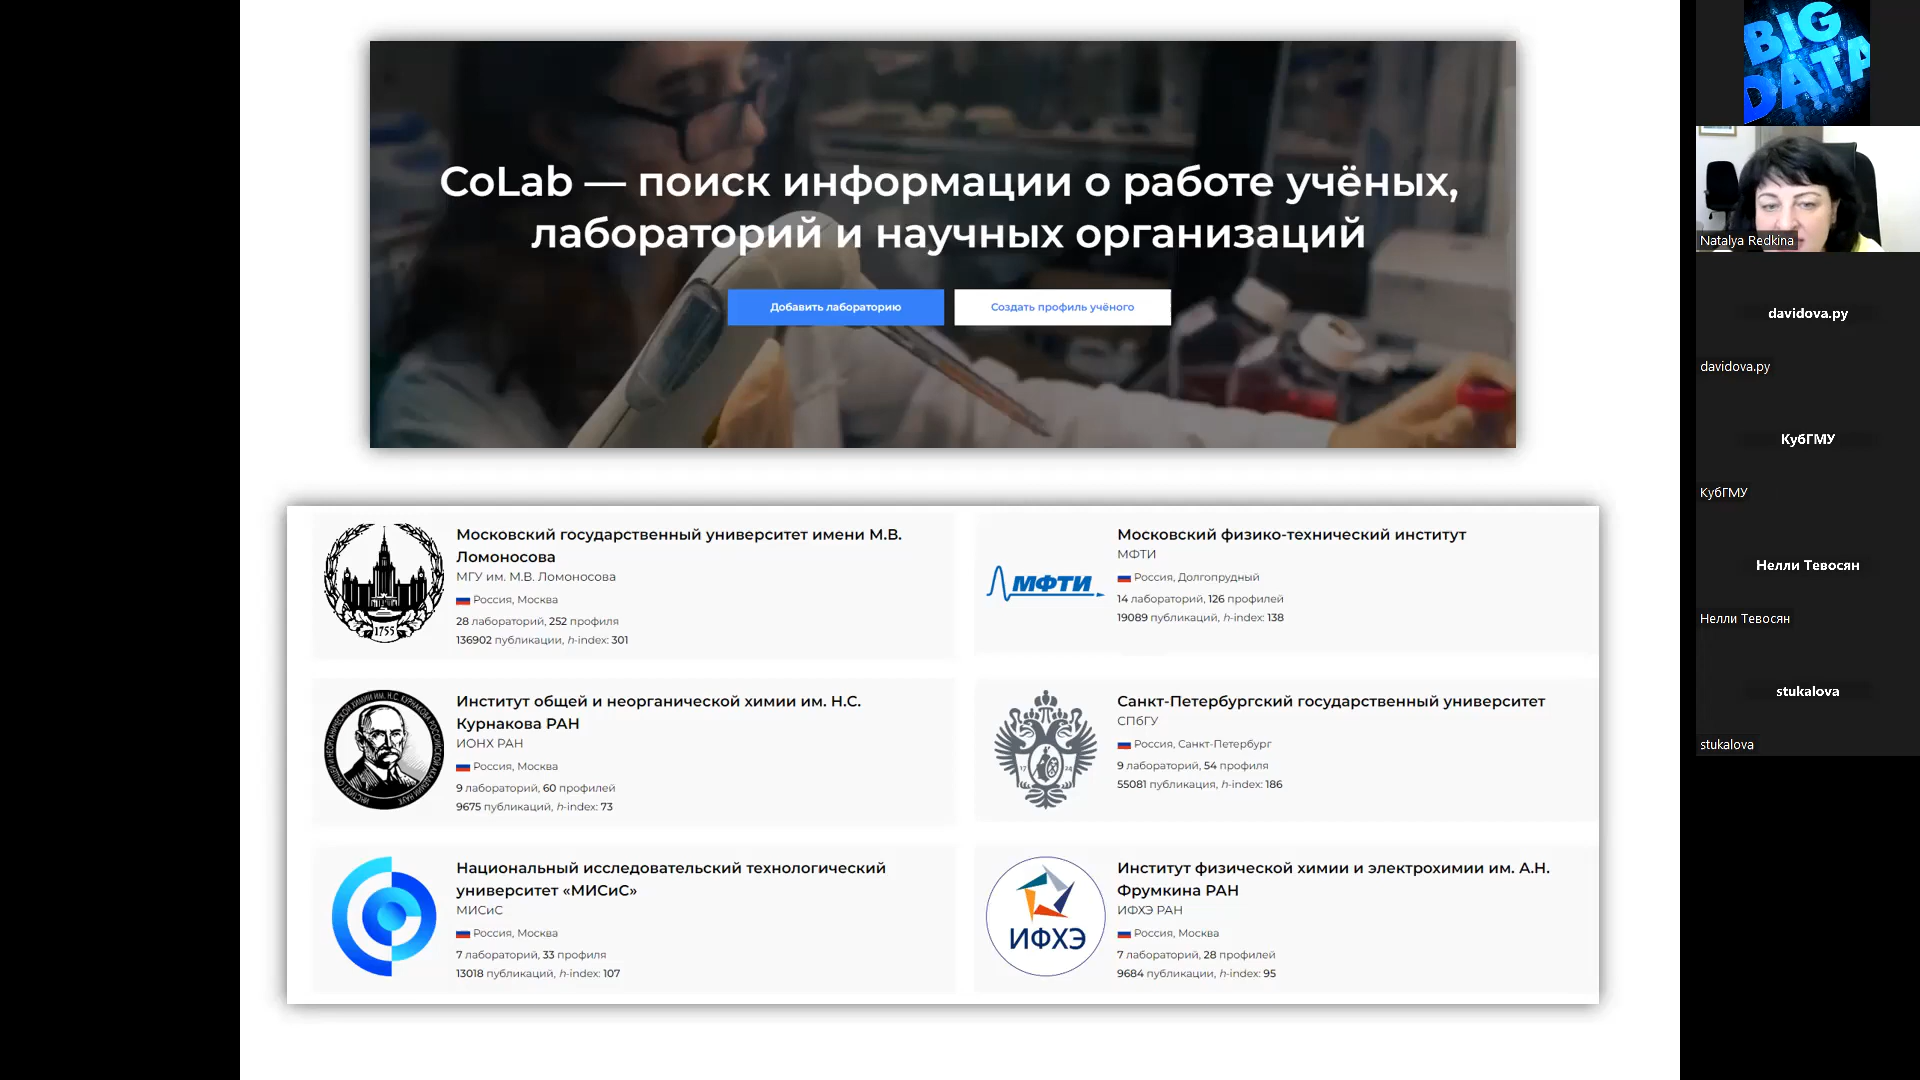 CoLab — поиск информации о работе учёных,
лабораторий и научных организаций
Добавить лабораторию
Создать профиль учёного
Московский государственный университет имени М.В.
Ломоносова
МГУ им. М.В. Ломоносова
Россия, Москва
28 лабораторий, 252 профиля
136902 публикации, h-index: 301
1755
МФТИ
Московский физико-технический институт
МФТИ
Россия, Долгопрудный
14 лабораторий, 126 профилей
19089 публикаций, h-index: 138
Институт общей и неорганической химии им. Н.С.
Курнакова РАН
ИОНХ РАН
Россия, Москва
9 лабораторий, 60 профилей
9675 публикаций, h-index: 73
Санкт-Петербургский государственный университет
СПбГУ
Россия, Санкт-Петербург
9 лабораторий, 54 профиля
55081 публикация, h-index: 186
17 24
Национальный исследовательский технологический
университет «МИСиС»
МИСиС
Россия, Москва
7 лабораторий, 33 профиля
13018 публикаций, h-index: 107
ИФХЭ
Институт физической химии и электрохимии им. А.Н.
Фрумкина РАН
ИФХЭ РАН
Россия, Москва
7 лабораторий, 28 профилей
9684 публикации, h-index: 95
BIG
DATA
Natalya Redkina
davidova.py
davidova.py
КубГМУ
КубГМУ
Нелли Тевосян
Нелли Тевосян
stukalova
stukalova